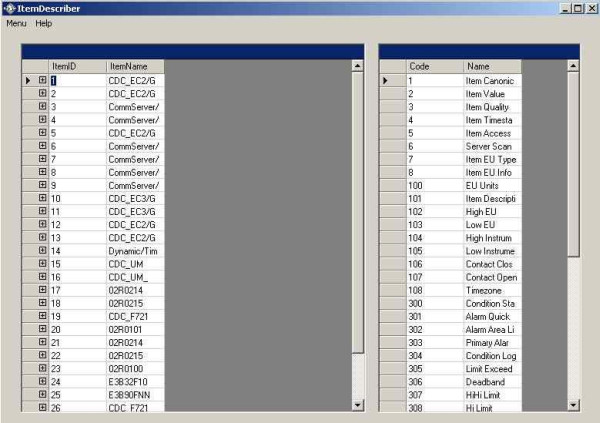 ItemDescriber
Menu Help
ItemID ItemName
1 CDC_EC2/G
2 CDC_EC2/G
3 CommServer/
4 CommServer/
5 CDC_EC2/G
6 CommServer/
7 CommServer/
8 CommServer/
9 CommServer/
10 CDC_EC3/G
11 CDC_EC3/G
12 CDC_EC2/G
13 CDC_EC2/G
14 Dynamic/Tim
15 CDC_UM
16 CDC_UM_
17 02R0214
18 02R0215
19 CDC_F721
20 02R0101
21 02R0214
22 02R0215
23 02R0100
24 E3B32F10
25 E3B90FNN
26 CDC_F721
Code Name
1 Item Canonic
2 Item Value
3 Item Quality
4 Item Timesta
5 Item Access
6 Server Scan
7 Item EU Type
8 Item EU Info
100 EU Units
101 Item Descripti
102 High EU
103 Low EU
104 High Instrum
105 Low Instrume
106 Contact Clos
107 Contact Open
108 Timezone
300 Condition Sta
301 Alarm Quick
302 Alarm Area Li
303 Primary Alar
304 Condition Log
305 Limit Exceed
306 Deadband
307 HiHi Limit
308 Hi Limit